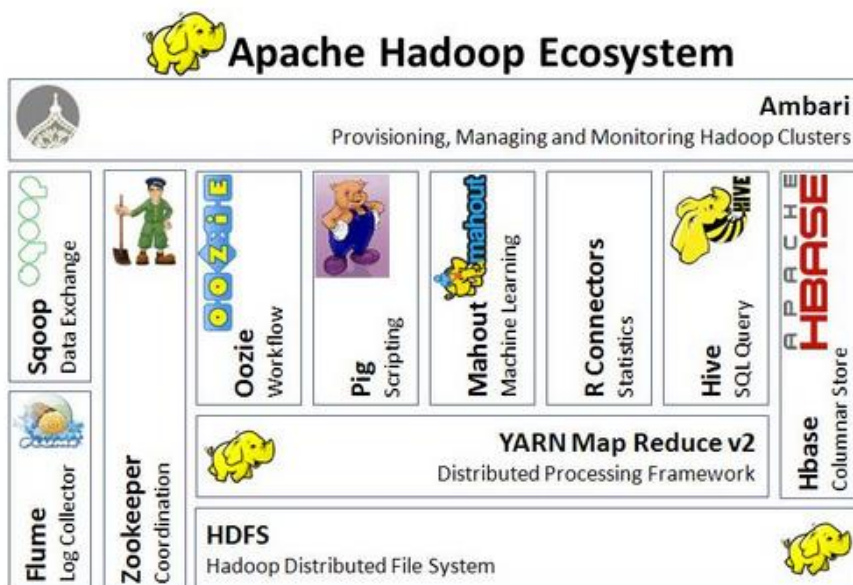 Apache Hadoop Ecosystem
Ambari
Provisioning, Managing and Monitoring Hadoop Clusters
sqoop
Sqoop
Data Exchange
Flume
Log Collector
Zookeeper
Coordination
OOZIE
Oozie
Workflow
Pig
Scripting
mahout
Mahout
Machine Learning
R Connectors
Statistics
HIVE
Hive
SQL Query
APACHE
HBASE
Hbase
Columnar Store
YARN Map Reduce v2
Distributed Processing Framework
HDFS
Hadoop Distributed File System